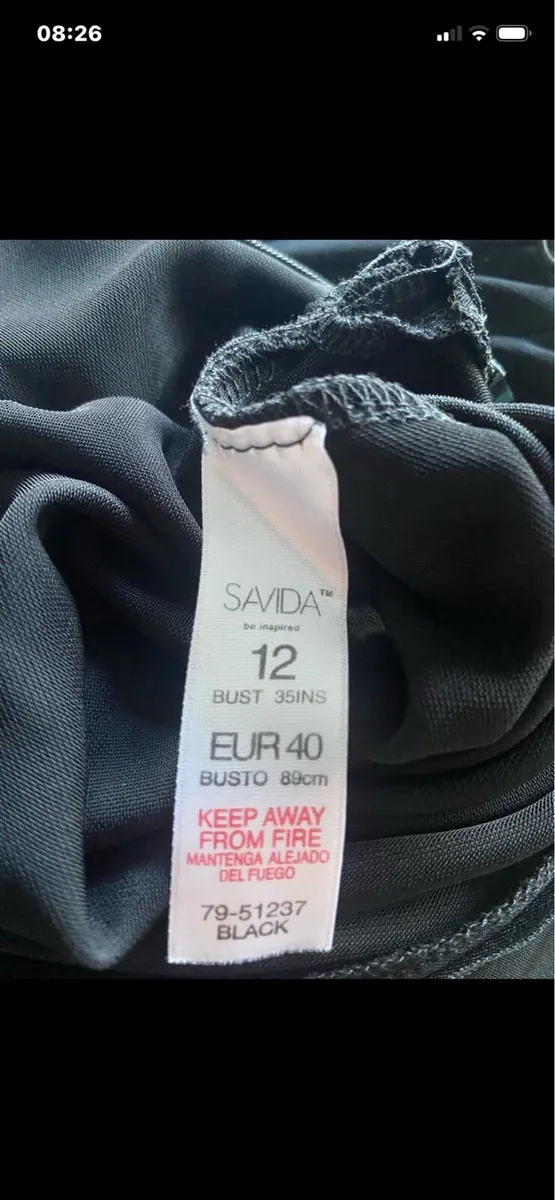 08:26
SAVIDA™
be inspired
12
BUST 35INS
EUR 40
BUSTO 89cm
KEEP AWAY
FROM FIRE
MANTENGA ALEJADO
DEL FUEGO
79-51237
BLACK